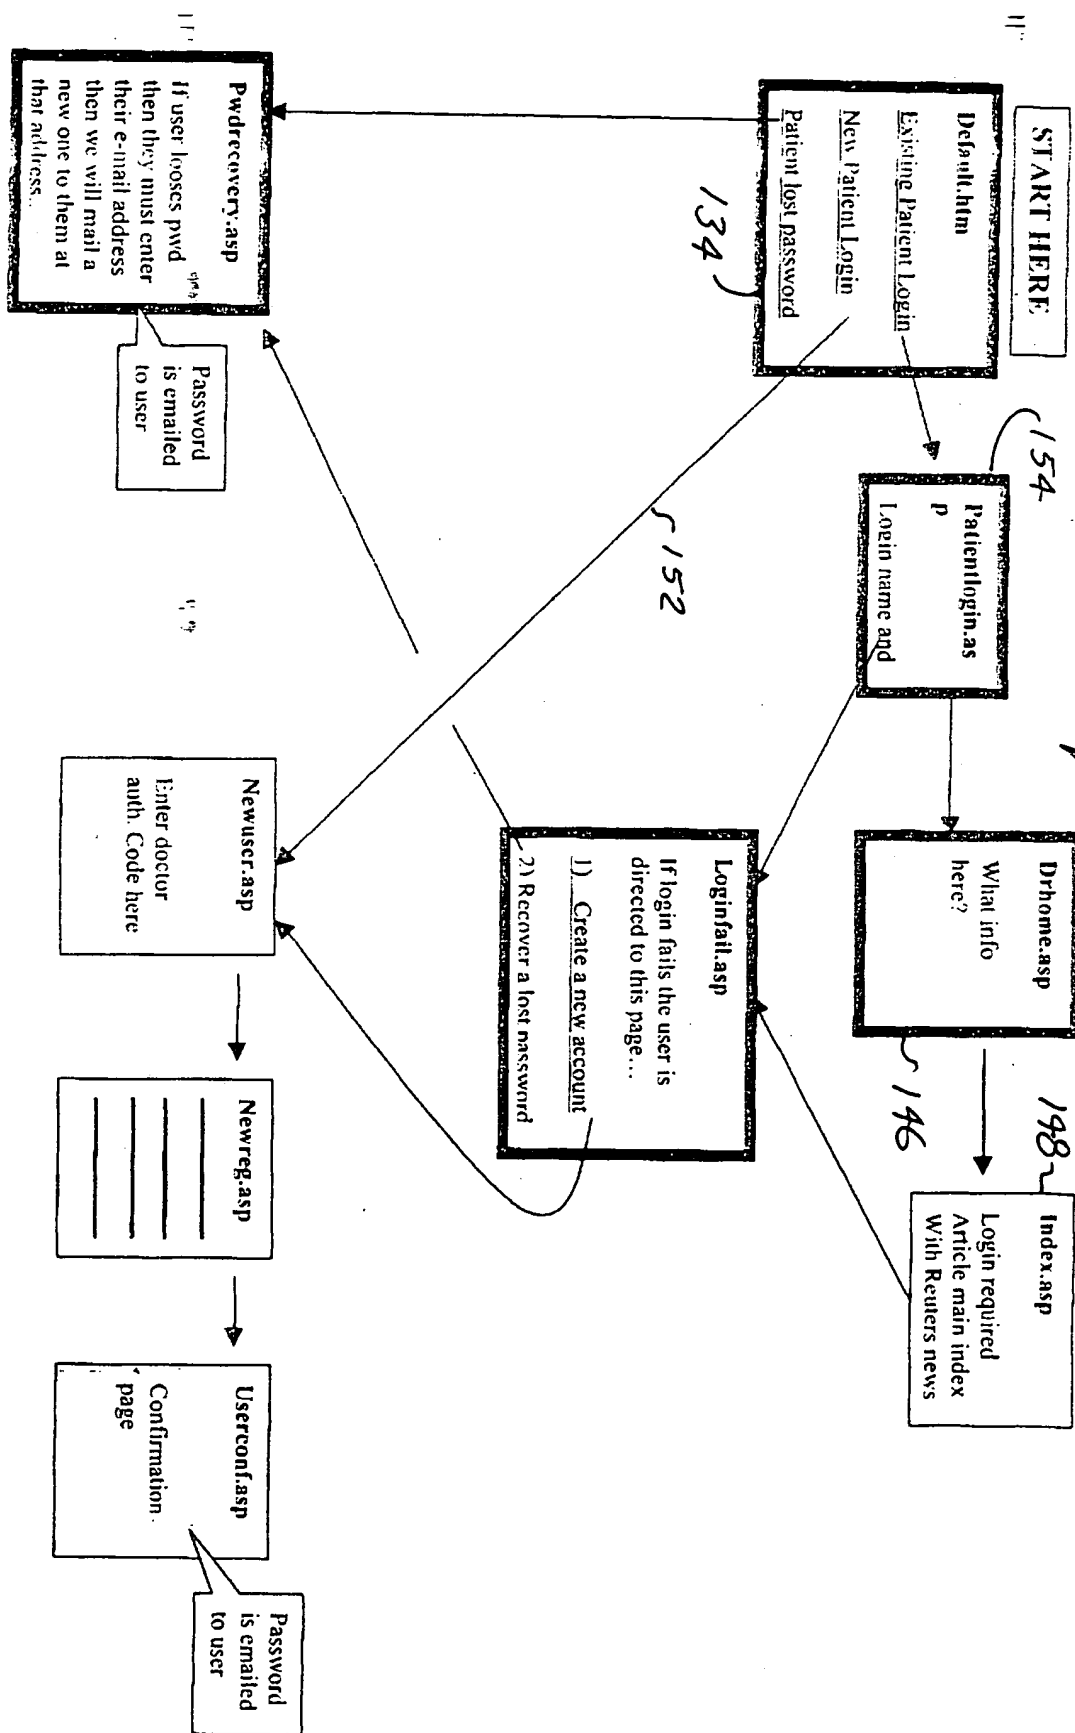 START HERE
Default.htm
Existing Patient Login
New Patient Login
Patient lost password
134
154
Patientlogin.as
p
Login name and
152
Drhome.asp
What info
here?
146
148
Index.asp
Login required
Article main index
With Reuters news
Loginfail.asp
If login fails the user is
directed to this page...
1) Create a new account
2) Recover a lost password
Pwdrecovery.asp
If user looses pwd
then they must enter
their e-mail address
then we will mail a
new one to them at
that address...
Password
is emailed
to user
Newuser.asp
Enter doctor
auth. Code here
Newreg.asp
Userconf.asp
Confirmation
page
Password
is emailed
to user